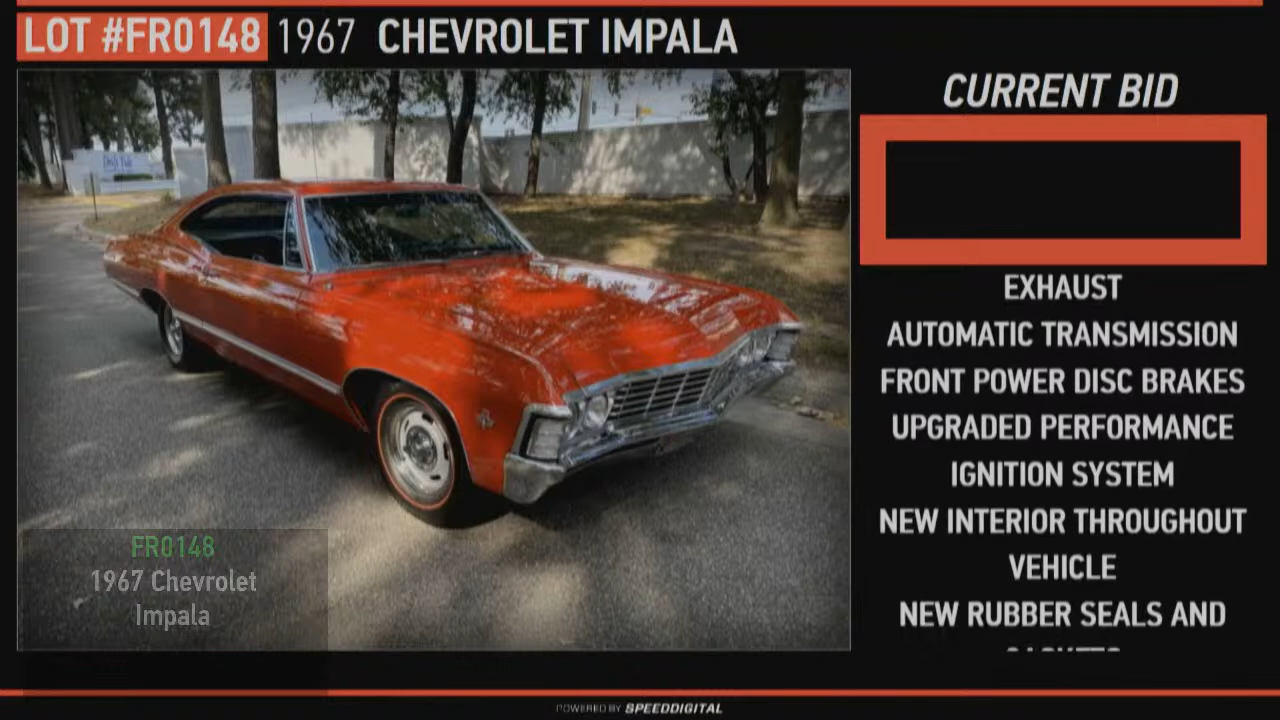 LOT #FR0148 1967 CHEVROLET IMPALA
CURRENT BID
EXHAUST
AUTOMATIC TRANSMISSION
FRONT POWER DISC BRAKES
UPGRADED PERFORMANCE
IGNITION SYSTEM
NEW INTERIOR THROUGHOUT
VEHICLE
NEW RUBBER SEALS AND
FR0148
1967 Chevrolet
Impala
POWERED BY SPEEDDIGITAL